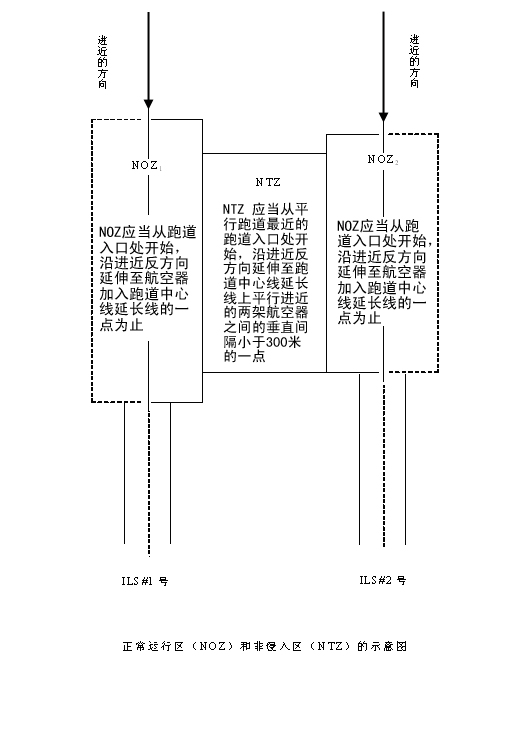 进近的方向
进近的方向
NOZ1
NOZ应当从跑道
入口处开始,
沿进近反方向
延伸至航空器
加入跑道中心
线延长线的一
点为止
NTZ
NTZ 应当从平
行跑道最近的
跑道入口处开
始,沿进近反
方向延伸至跑
道中心线延长
线上平行进近
的两架航空器
之间的垂直间
隔小于300米
的一点
NOZ2
NOZ应当从跑
道入口处开始,
沿进近反方向
延伸至航空器
加入跑道中心
线延长线的一
点为止
ILS#1 号
ILS#2 号
正常运行区（NOZ）和非侵入区（NTZ）的示意图